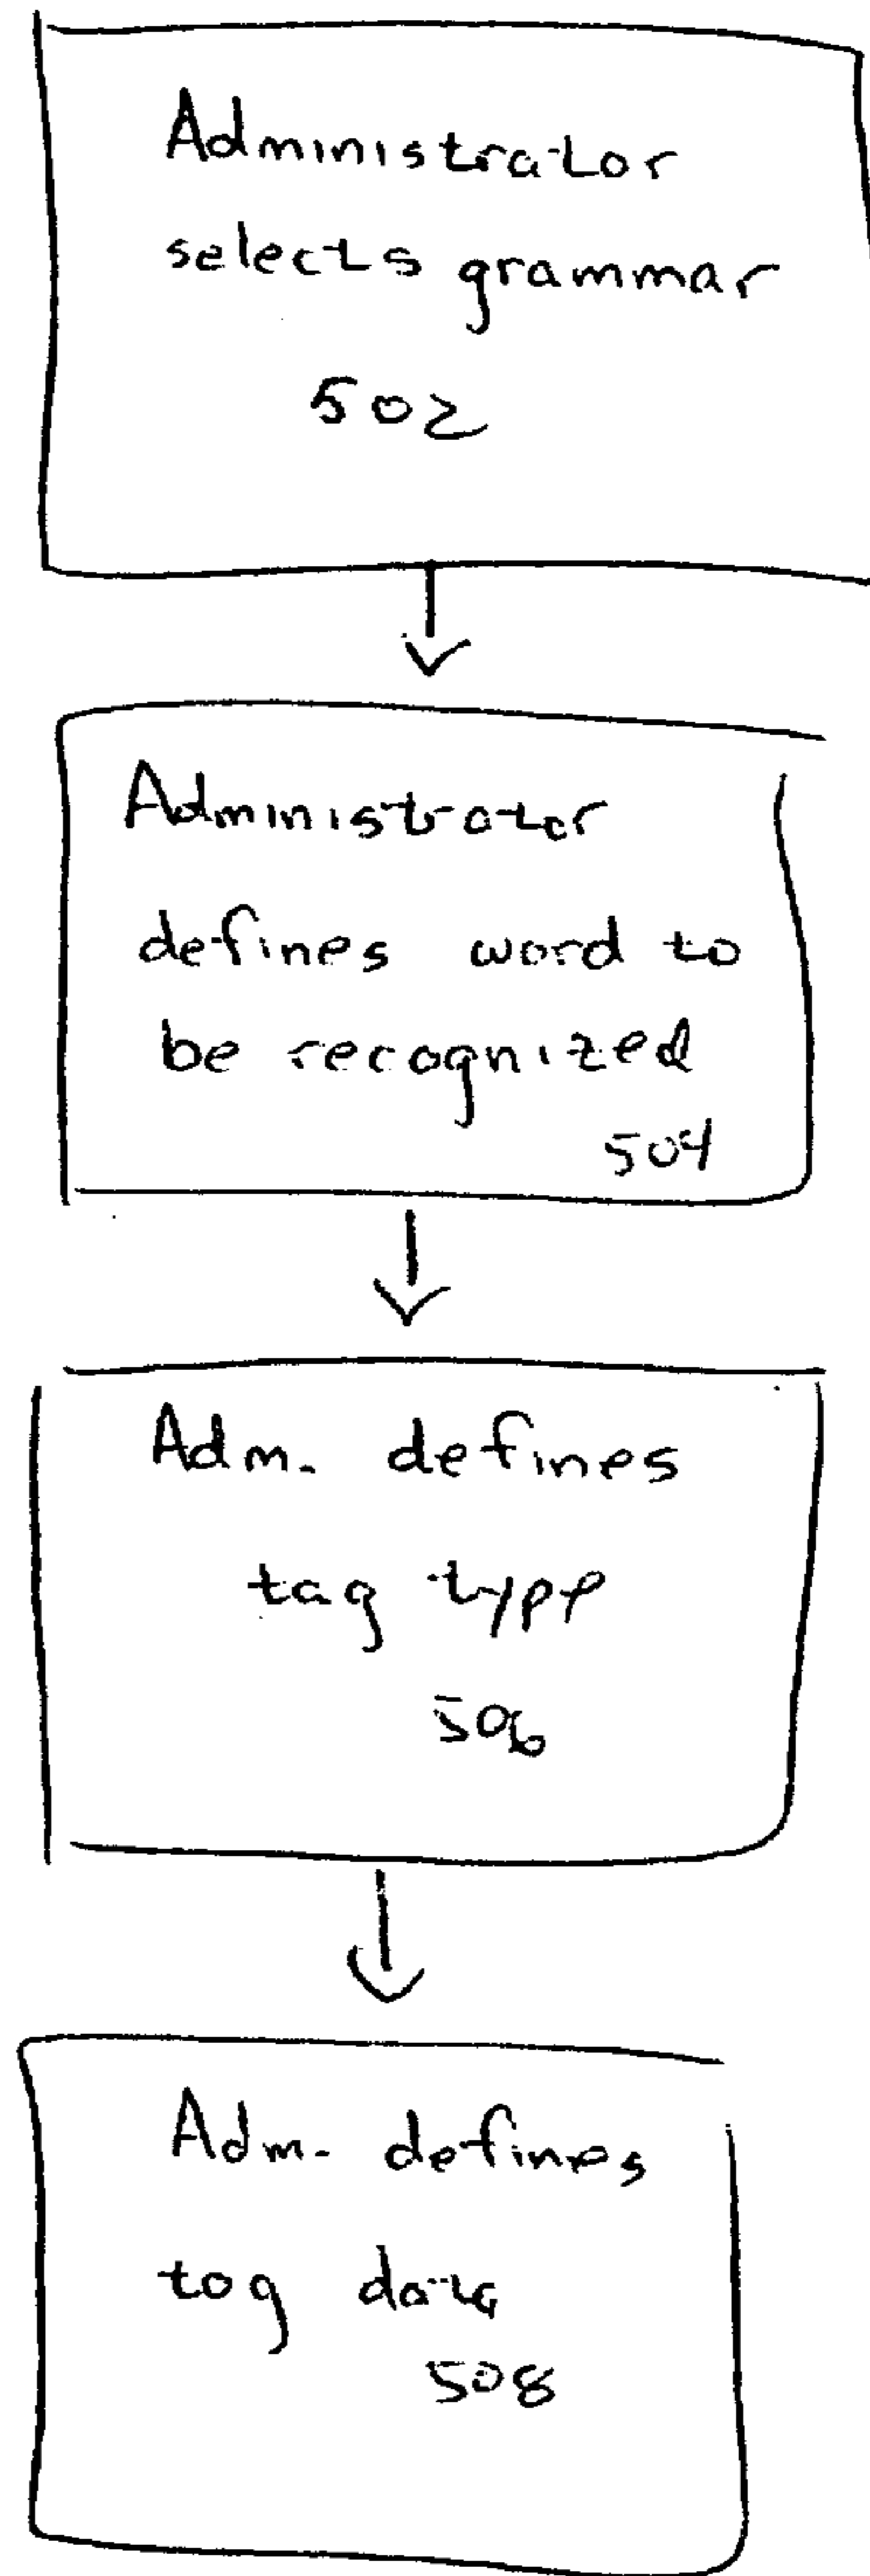 Administrator
selects grammar
502
Administrator
defines word to
be recognized
504
Adm. defines
tag type
506
Adm. defines
tag data
508